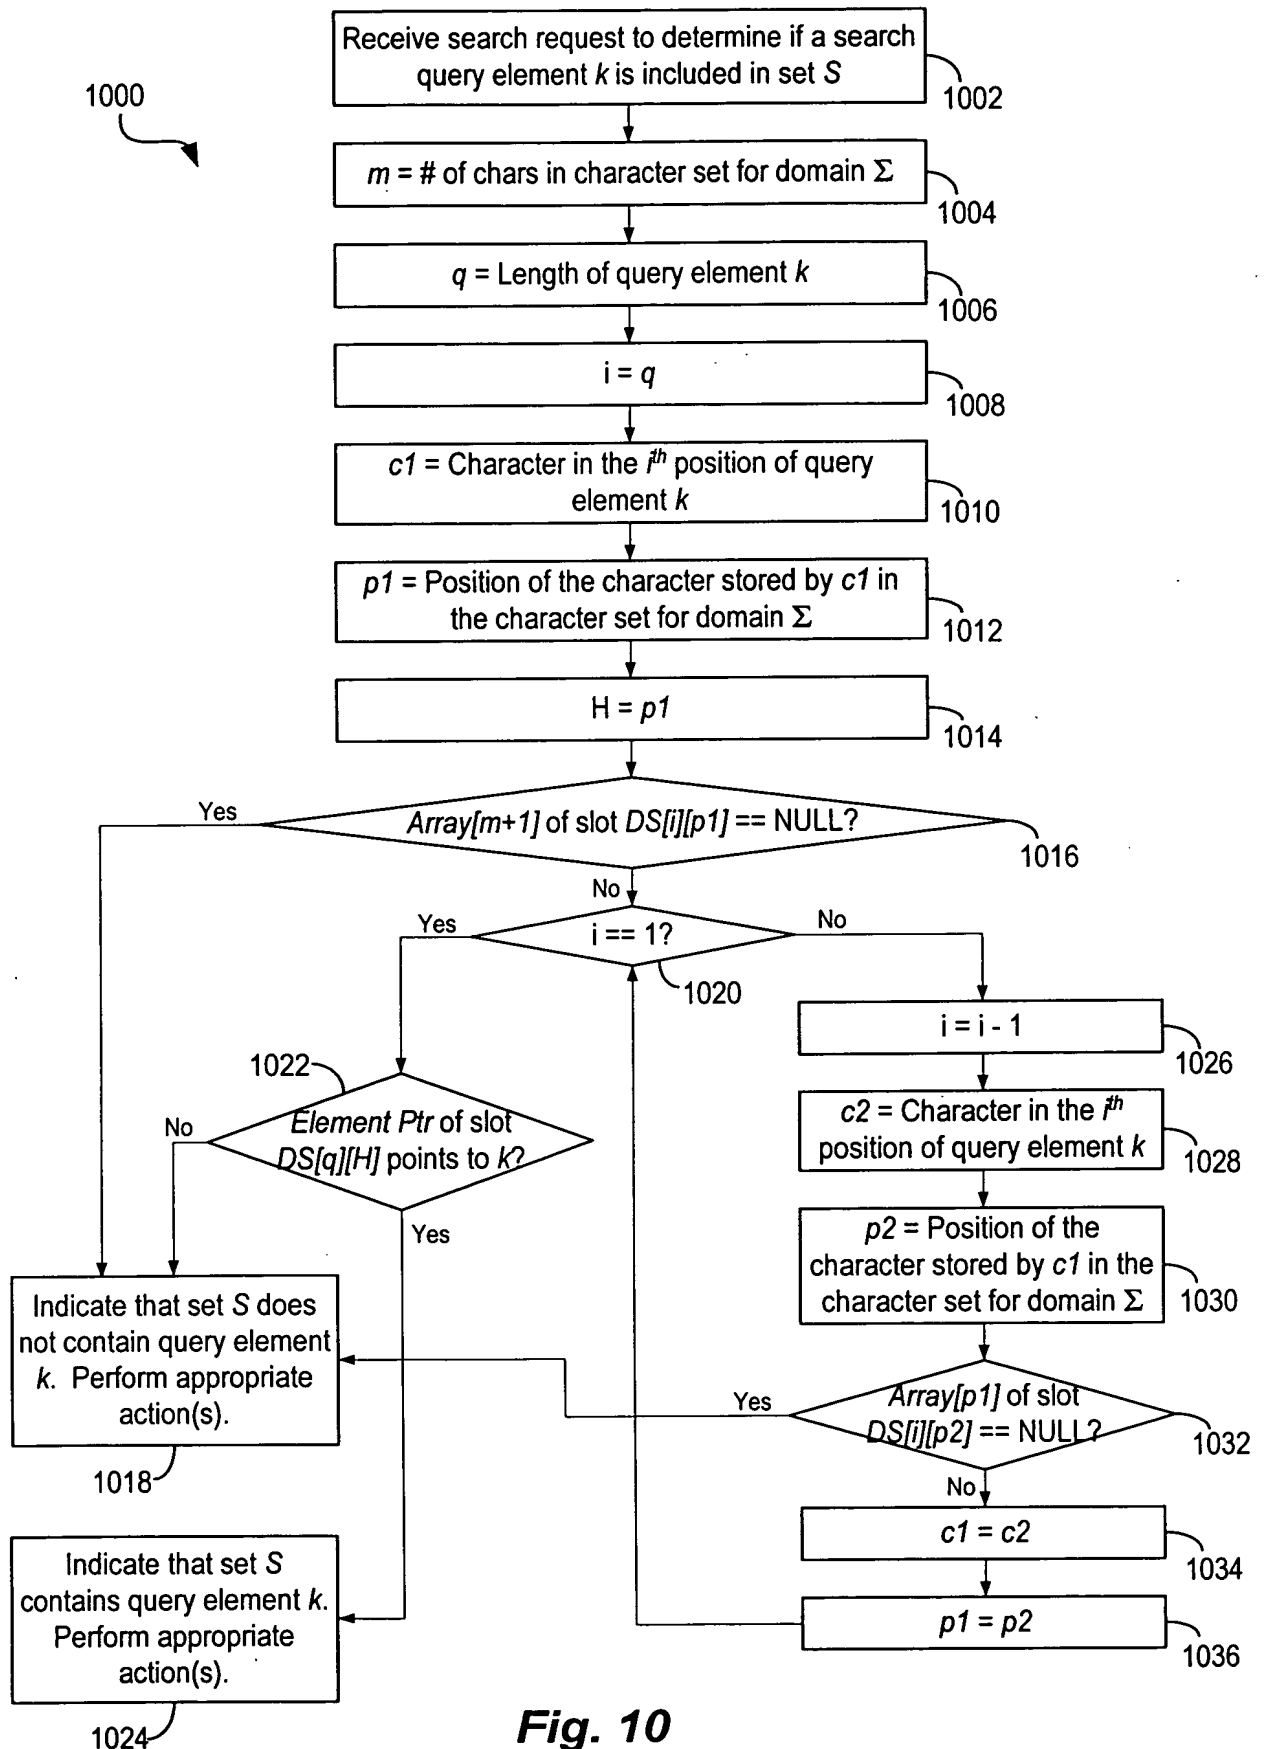 Receive search request to determine if a search
query element k is included in set S
1002
1000
m = # of chars in character set for domain Σ
1004
q = Length of query element k
1006
i = q
1008
c1 = Character in the ith position of query
element k
1010
p1 = Position of the character stored by c1 in
the character set for domain Σ
1012
H = p1
1014
Yes
Array[m+1] of slot DS[i][p1] == NULL?
1016
No
Yes
i == 1?
No
1020
i = i - 1
1026
1022
Element Ptr of slot
DS[q][H] points to k?
No
Yes
c2 = Character in the ith
position of query element k
1028
p2 = Position of the
character stored by c1 in the
character set for domain Σ
1030
Indicate that set S does
not contain query element
k. Perform appropriate
action(s).
1018
Yes
Array[p1] of slot
DS[i][p2] == NULL?
1032
No
c1 = c2
1034
p1 = p2
1036
Indicate that set S
contains query element k.
Perform appropriate
action(s).
1024
Fig. 10